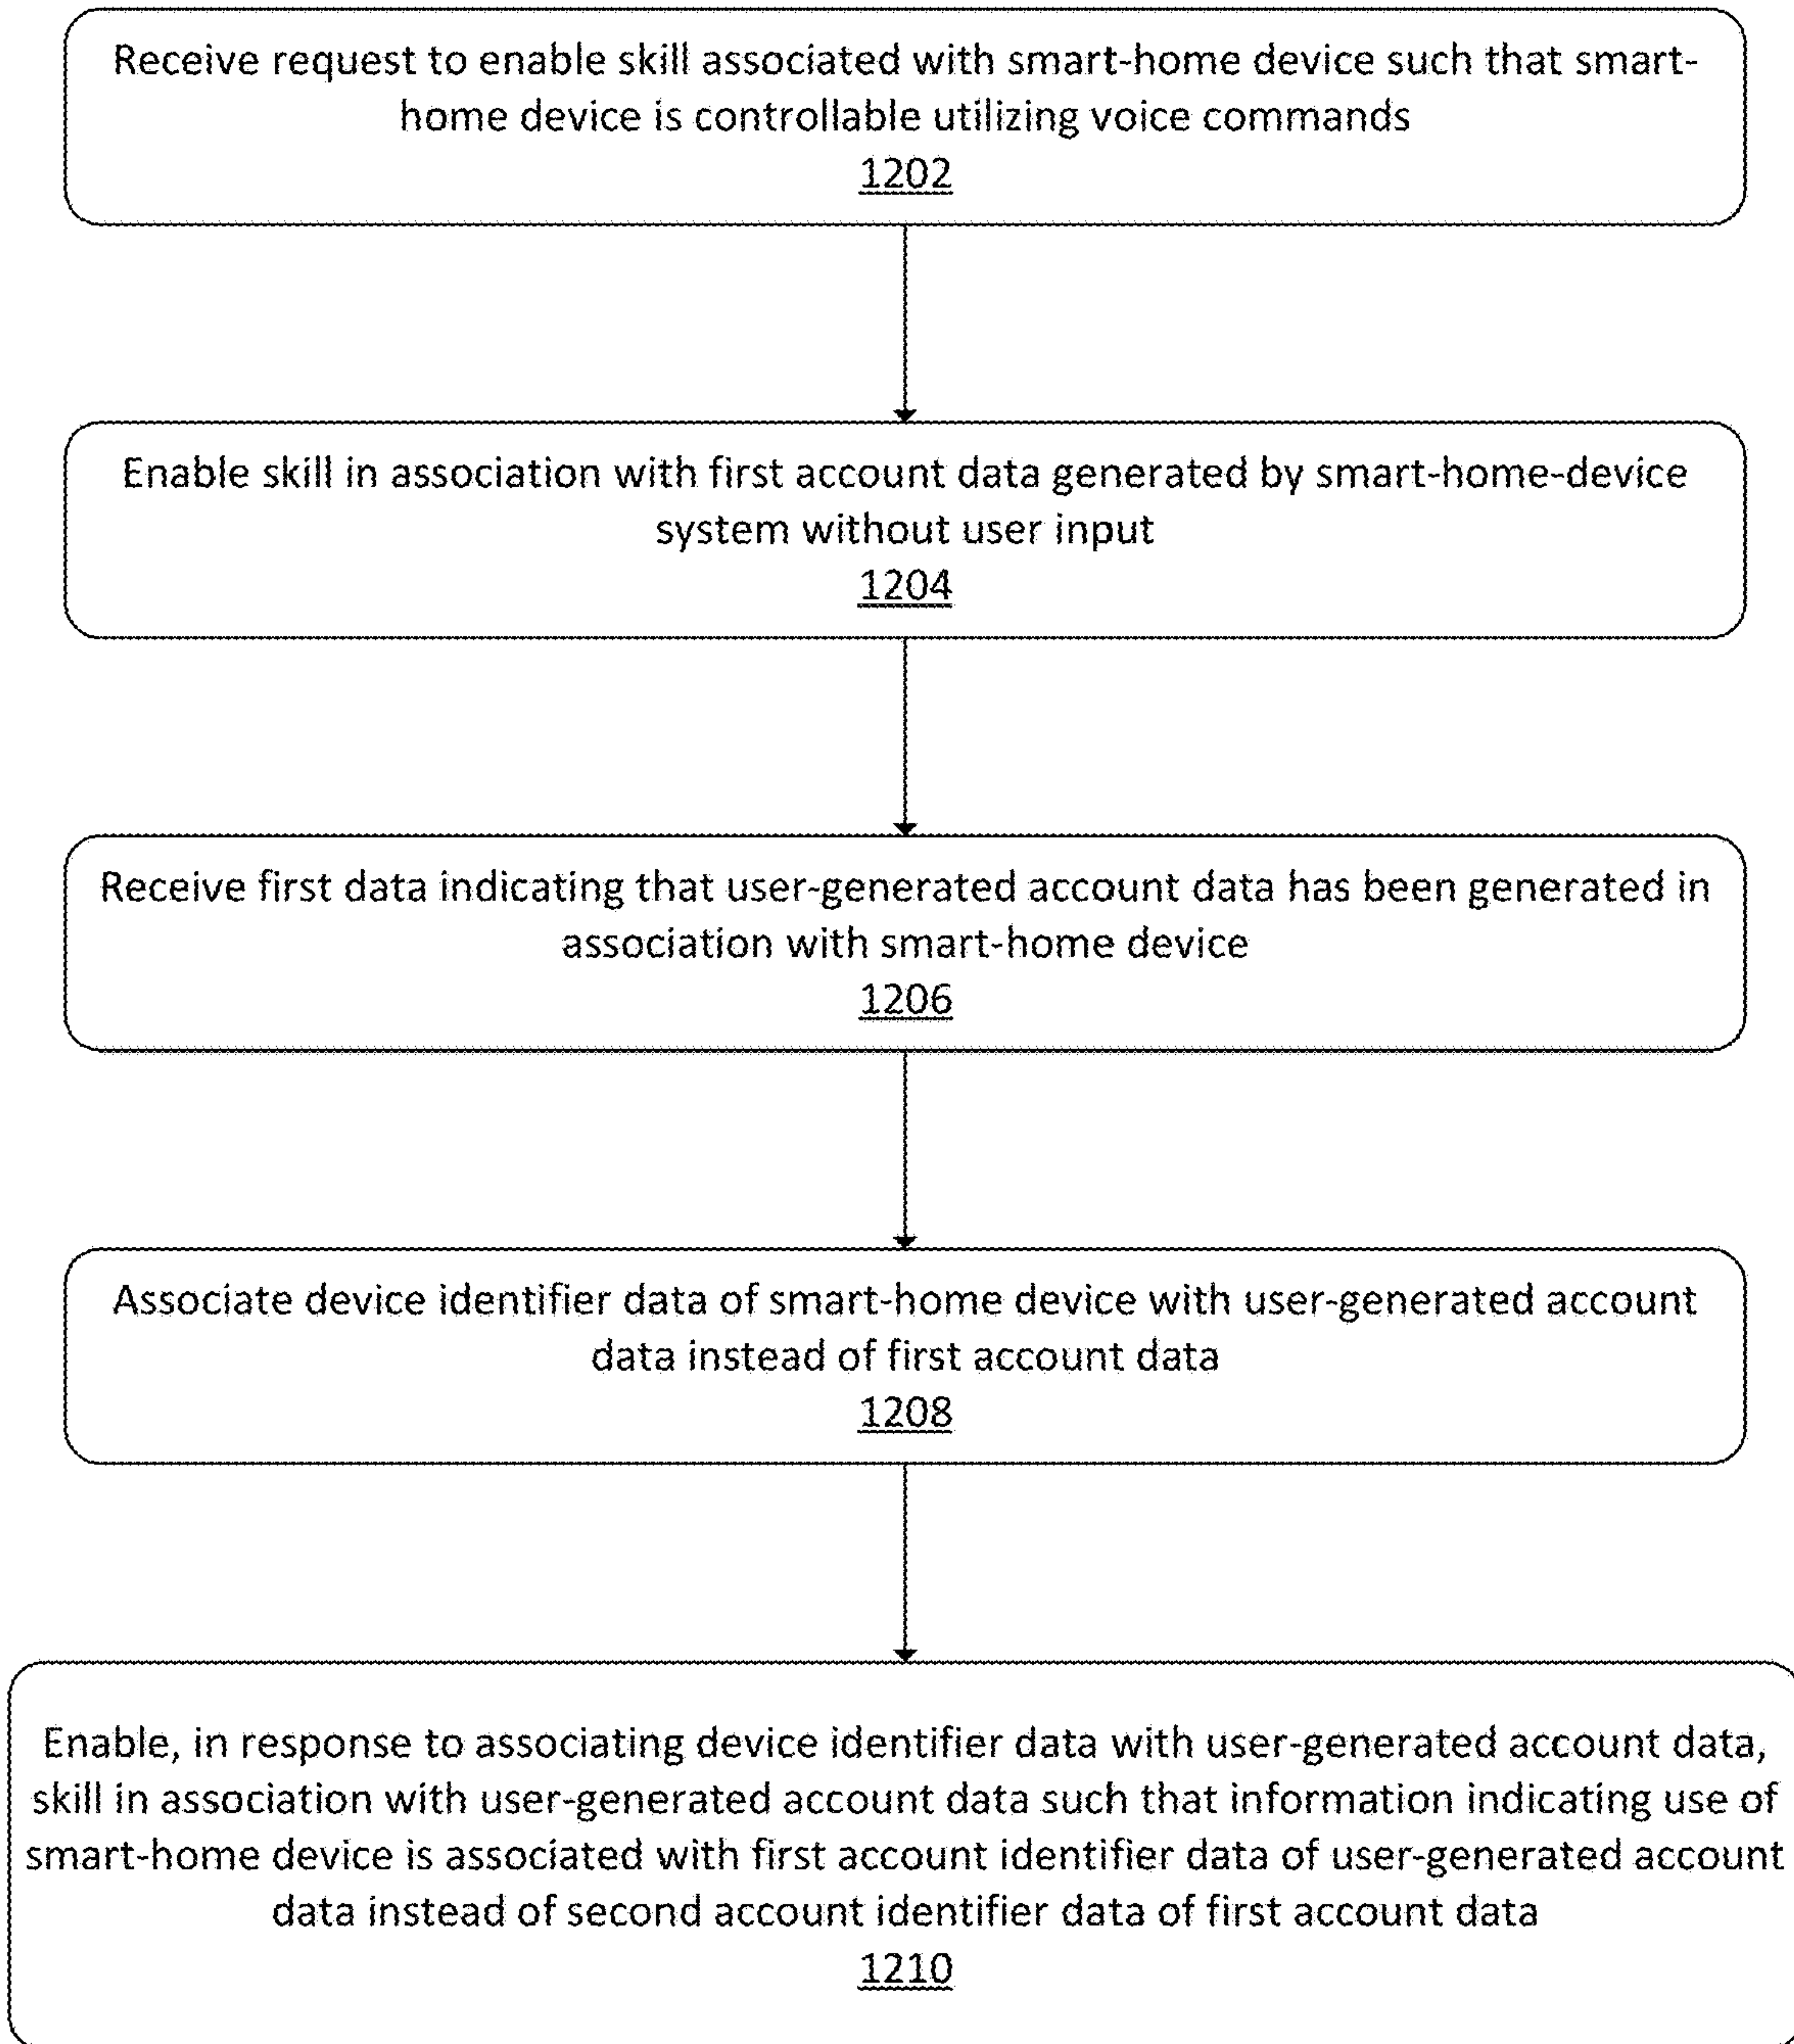 Receive request to enable skill associated with smart-home device such that smart-
home device is controllable utilizing voice commands
1202
Enable skill in association with first account data generated by smart-home-device
system without user input
1204
Receive first data indicating that user-generated account data has been generated in
association with smart-home device
1206
Associate device identifier data of smart-home device with user-generated account
data instead of first account data
1208
Enable, in response to associating device identifier data with user-generated account data,
skill in association with user-generated account data such that information indicating use of
smart-home device is associated with first account identifier data of user-generated account
data instead of second account identifier data of first account data
1210